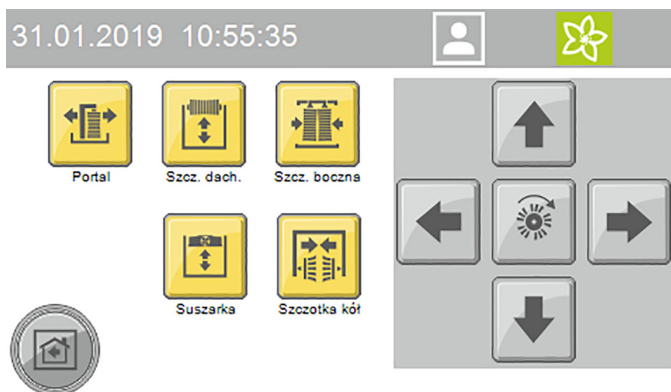 31.01.2019 10:55:35
Portal Szcz. dach. Szcz. boczna
Suszarka Szczotka kół